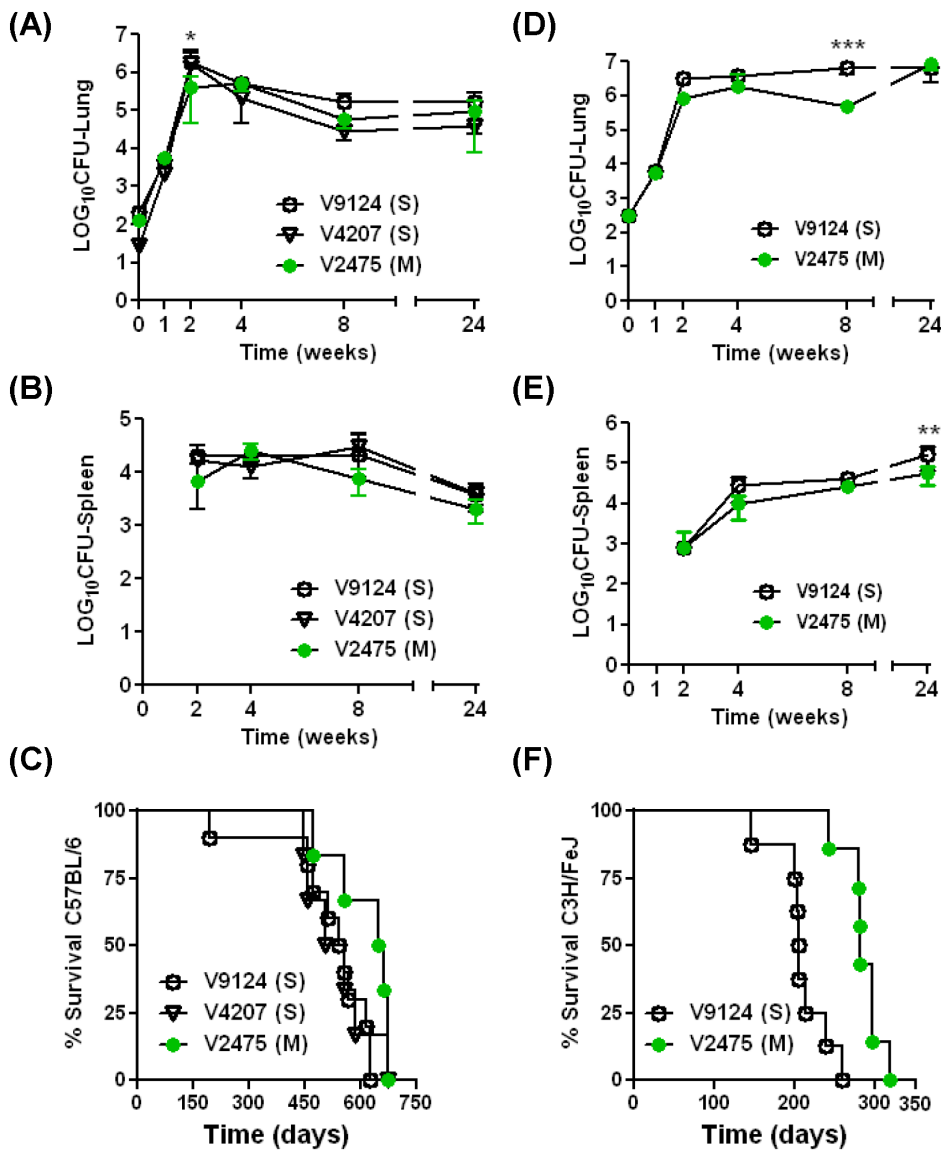 (A)
LOG10CFU-Lung
7
6
5
4
3
2
1
0
*
V9124 (S)
V4207 (S)
V2475 (M)
0 1 2 4 8 24
Time (weeks)
(D)
LOG10CFU-Lung
7
6
5
4
3
2
1
0
***
V9124 (S)
V2475 (M)
0 1 2 4 8 24
Time (weeks)
(B)
LOG10CFU-Spleen
5
4
3
2
1
0
V9124 (S)
V4207 (S)
V2475 (M)
0 2 4 8 24
Time (weeks)
(E)
LOG10CFU-Spleen
6
5
4
3
2
1
0
**
V9124 (S)
V2475 (M)
0 1 2 4 8 24
Time (weeks)
(C)
% Survival C57BL/6
100
75
50
25
0
V9124 (S)
V4207 (S)
V2475 (M)
0 150 300 450 600 750
Time (days)
(F)
% Survival C3H/FeJ
100
75
50
25
0
V9124 (S)
V2475 (M)
0 100 200 300 350
Time (days)